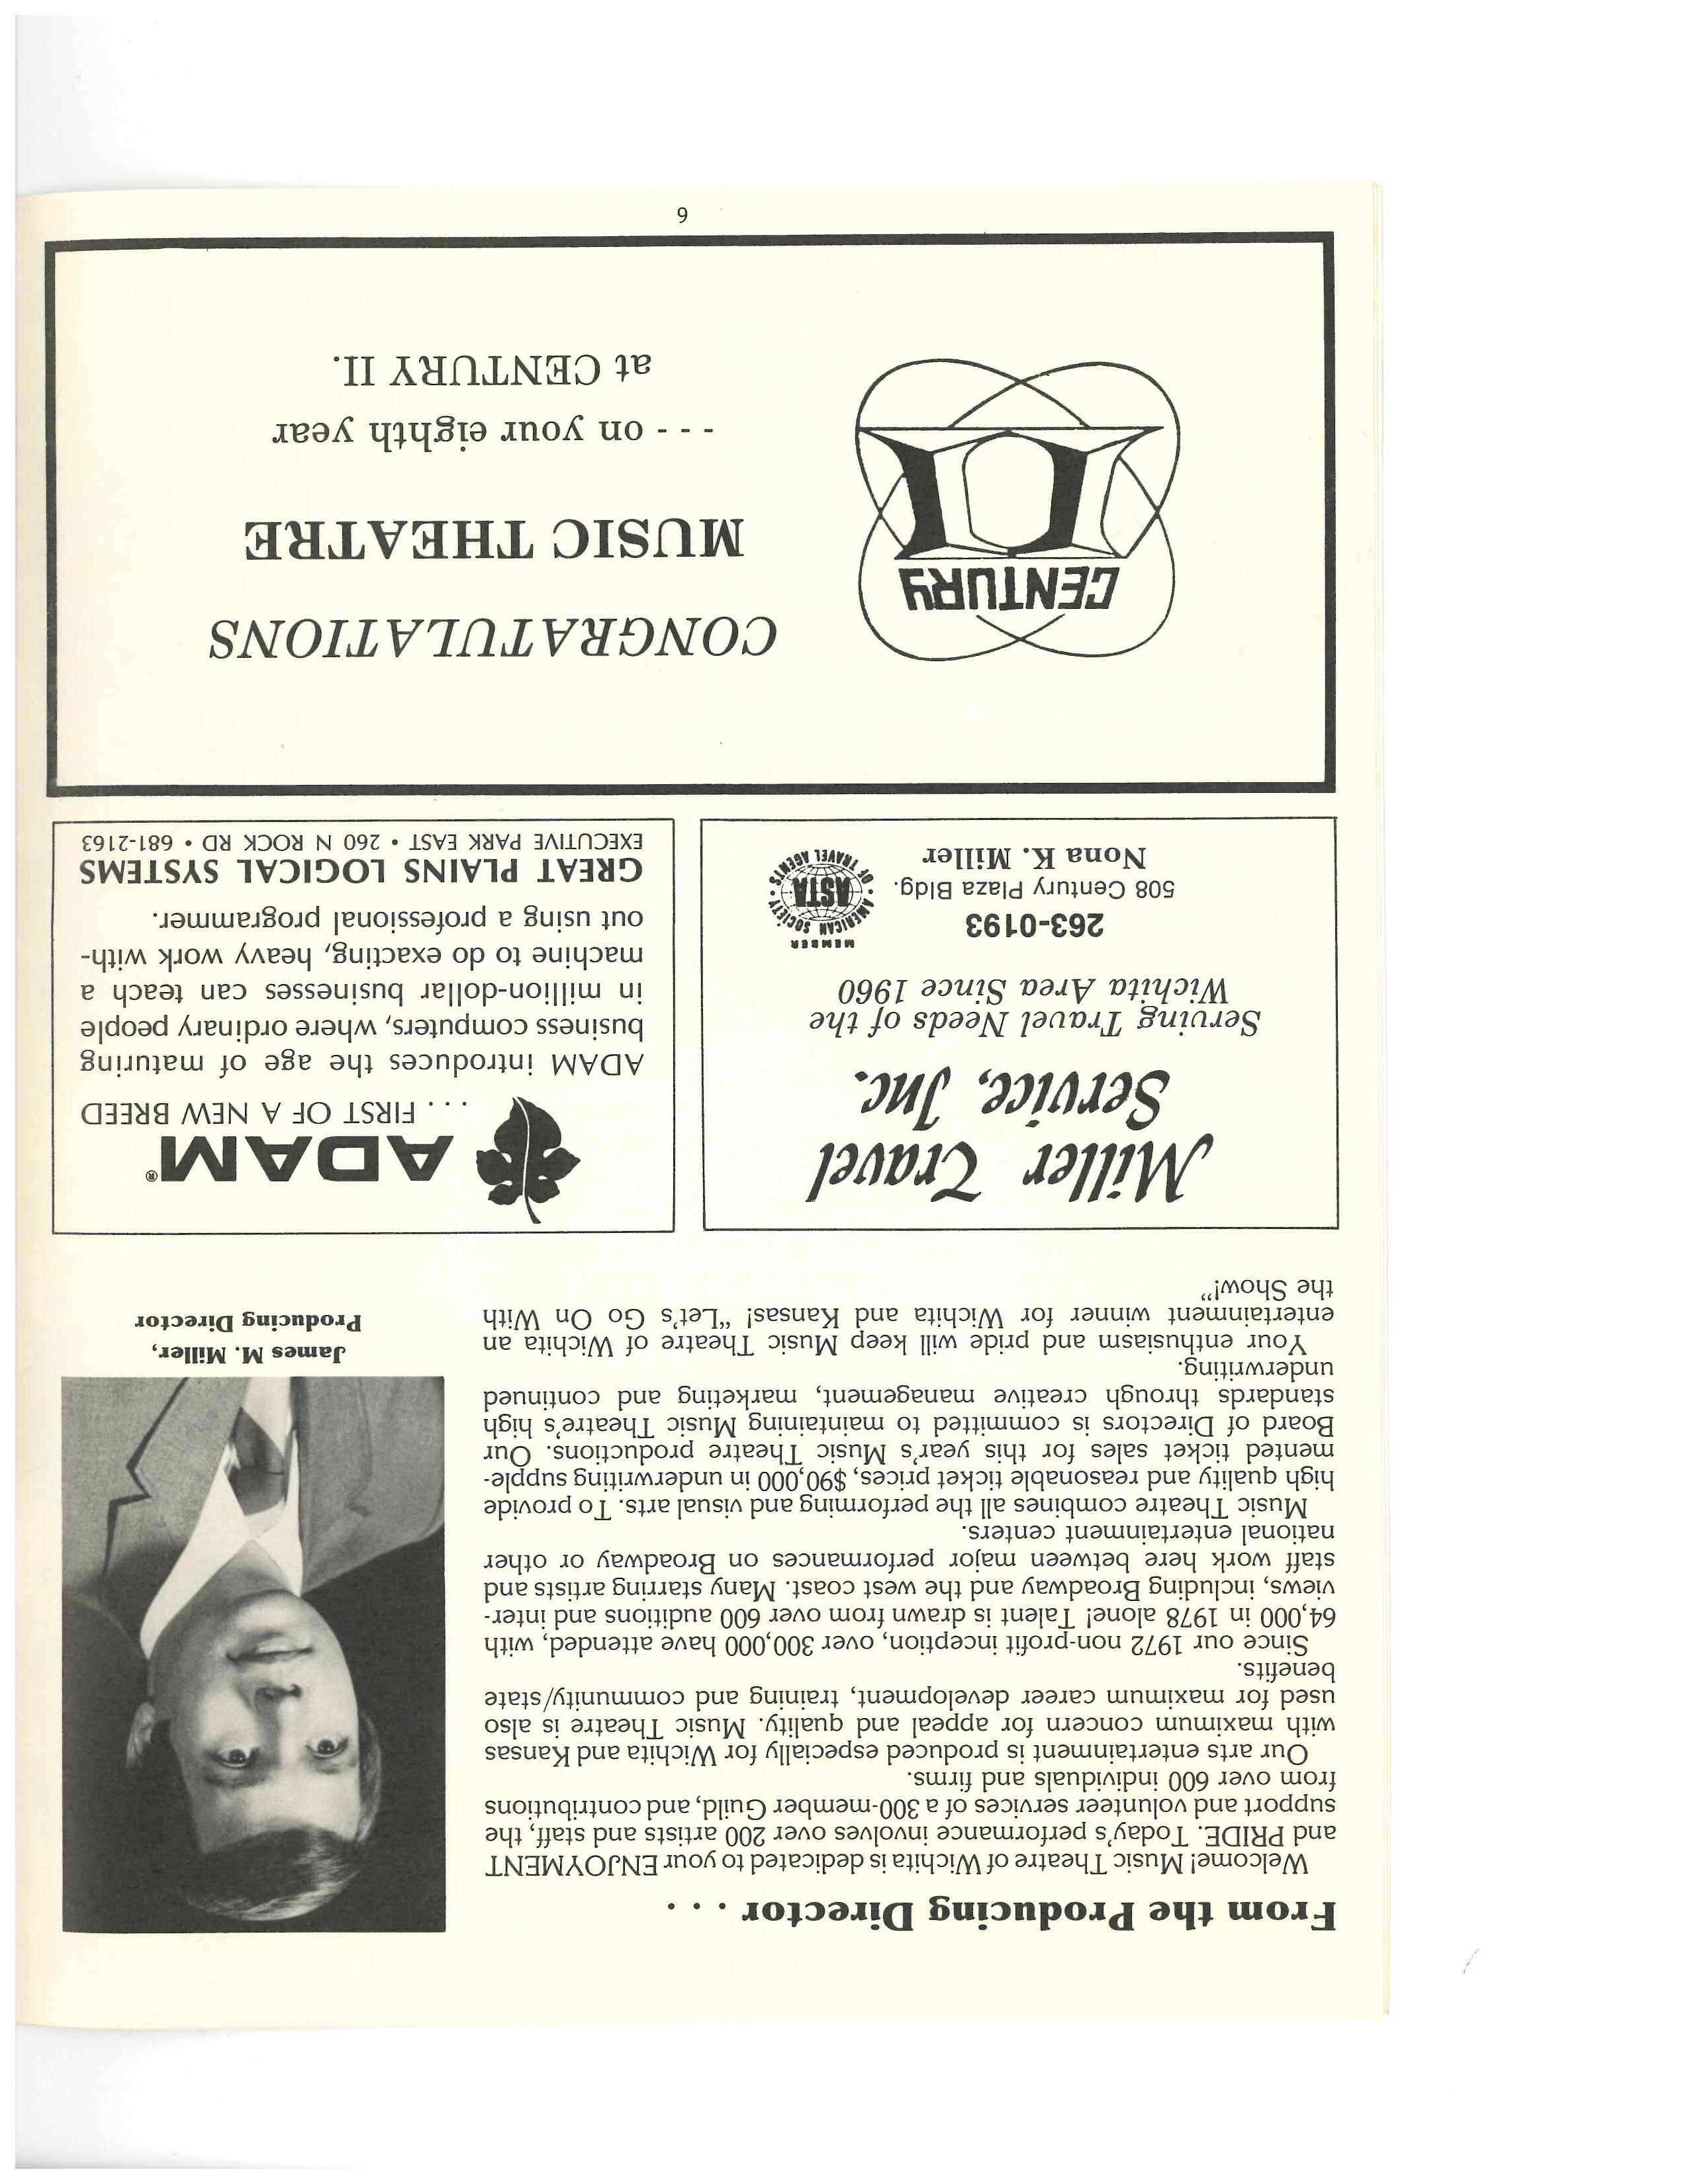 From the Producing Director . . .
Welcome! Music Theatre of Wichita is dedicated to your ENJOYMENT
and PRIDE. Today's performance involves over 200 artists and staff, the
support and volunteer services of a 300-member Guild, and contributions
from over 600 individuals and firms.
Our arts entertainment is produced especially for Wichita and Kansas
with maximum concern for appeal and quality. Music Theatre is also
used for maximum career development, training and community/state
benefits.
Since our 1972 non-profit inception, over 300,000 have attended, with
64,000 in 1978 alone! Talent is drawn from over 600 auditions and inter-
views, including Broadway and the west coast. Many starring artists and
staff work here between major performances on Broadway or other
national entertainment centers.
Music Theatre combines all the performing and visual arts. To provide
high quality and reasonable ticket prices, $90,000 in underwriting supple-
mented ticket sales for this year's Music Theatre productions. Our
Board of Directors is committed to maintaining Music Theatre's high
standards through creative management, marketing and continued
underwriting.
Your enthusiasm and pride will keep Music Theatre of Wichita an
entertainment winner for Wichita and Kansas! “Let's Go On With
the Show!”
James M. Miller,
Producing Director
Miller Travel
Service, Inc.
Serving Travel Needs of the
Wichita Area Since 1960
263-0193
508 Century Plaza Bldg.
Nona K. Miller
MEMBER
AMERICAN SOCIETY
ASTA
OF TRAVEL AGENTS
ADAM®
. . . FIRST OF A NEW BREED
ADAM introduces the age of maturing
business computers, where ordinary people
in million-dollar businesses can teach a
machine to do exacting, heavy work with-
out using a professional programmer.
GREAT PLAINS LOGICAL SYSTEMS
EXECUTIVE PARK EAST • 260 N ROCK RD • 681-2163
CENTURY
II
CONGRATULATIONS
MUSIC THEATRE
- - - on your eighth year
at CENTURY II.
6